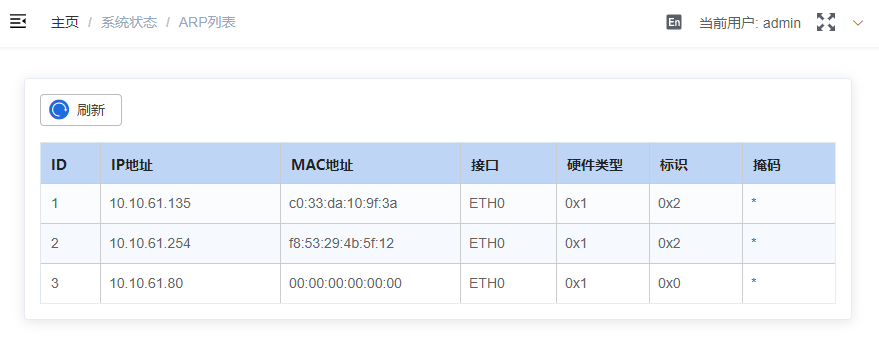 主页 / 系统状态 / ARP列表 En 当前用户: admin
刷新
ID IP地址 MAC地址 接口 硬件类型 标识 掩码
1 10.10.61.135 c0:33:da:10:9f:3a ETH0 0x1 0x2 *
2 10.10.61.254 f8:53:29:4b:5f:12 ETH0 0x1 0x2 *
3 10.10.61.80 00:00:00:00:00:00 ETH0 0x1 0x0 *